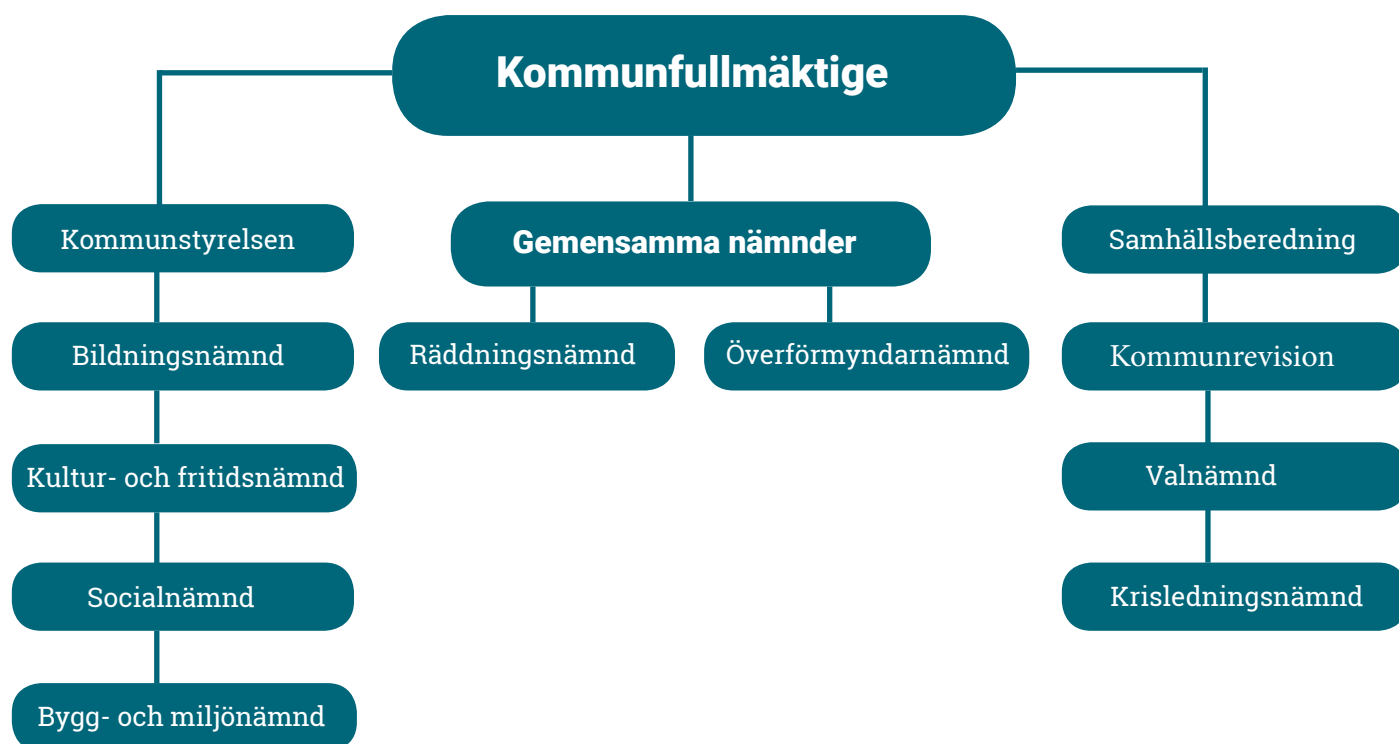 Kommunfullmäktige
Kommunstyrelsen
Bildningsnämnd
Kultur- och fritidsnämnd
Socialnämnd
Bygg- och miljönämnd
Gemensamma nämnder
Räddningsnämnd
Överförmyndarnämnd
Samhällsberedning
Kommunrevision
Valnämnd
Krisledningsnämnd